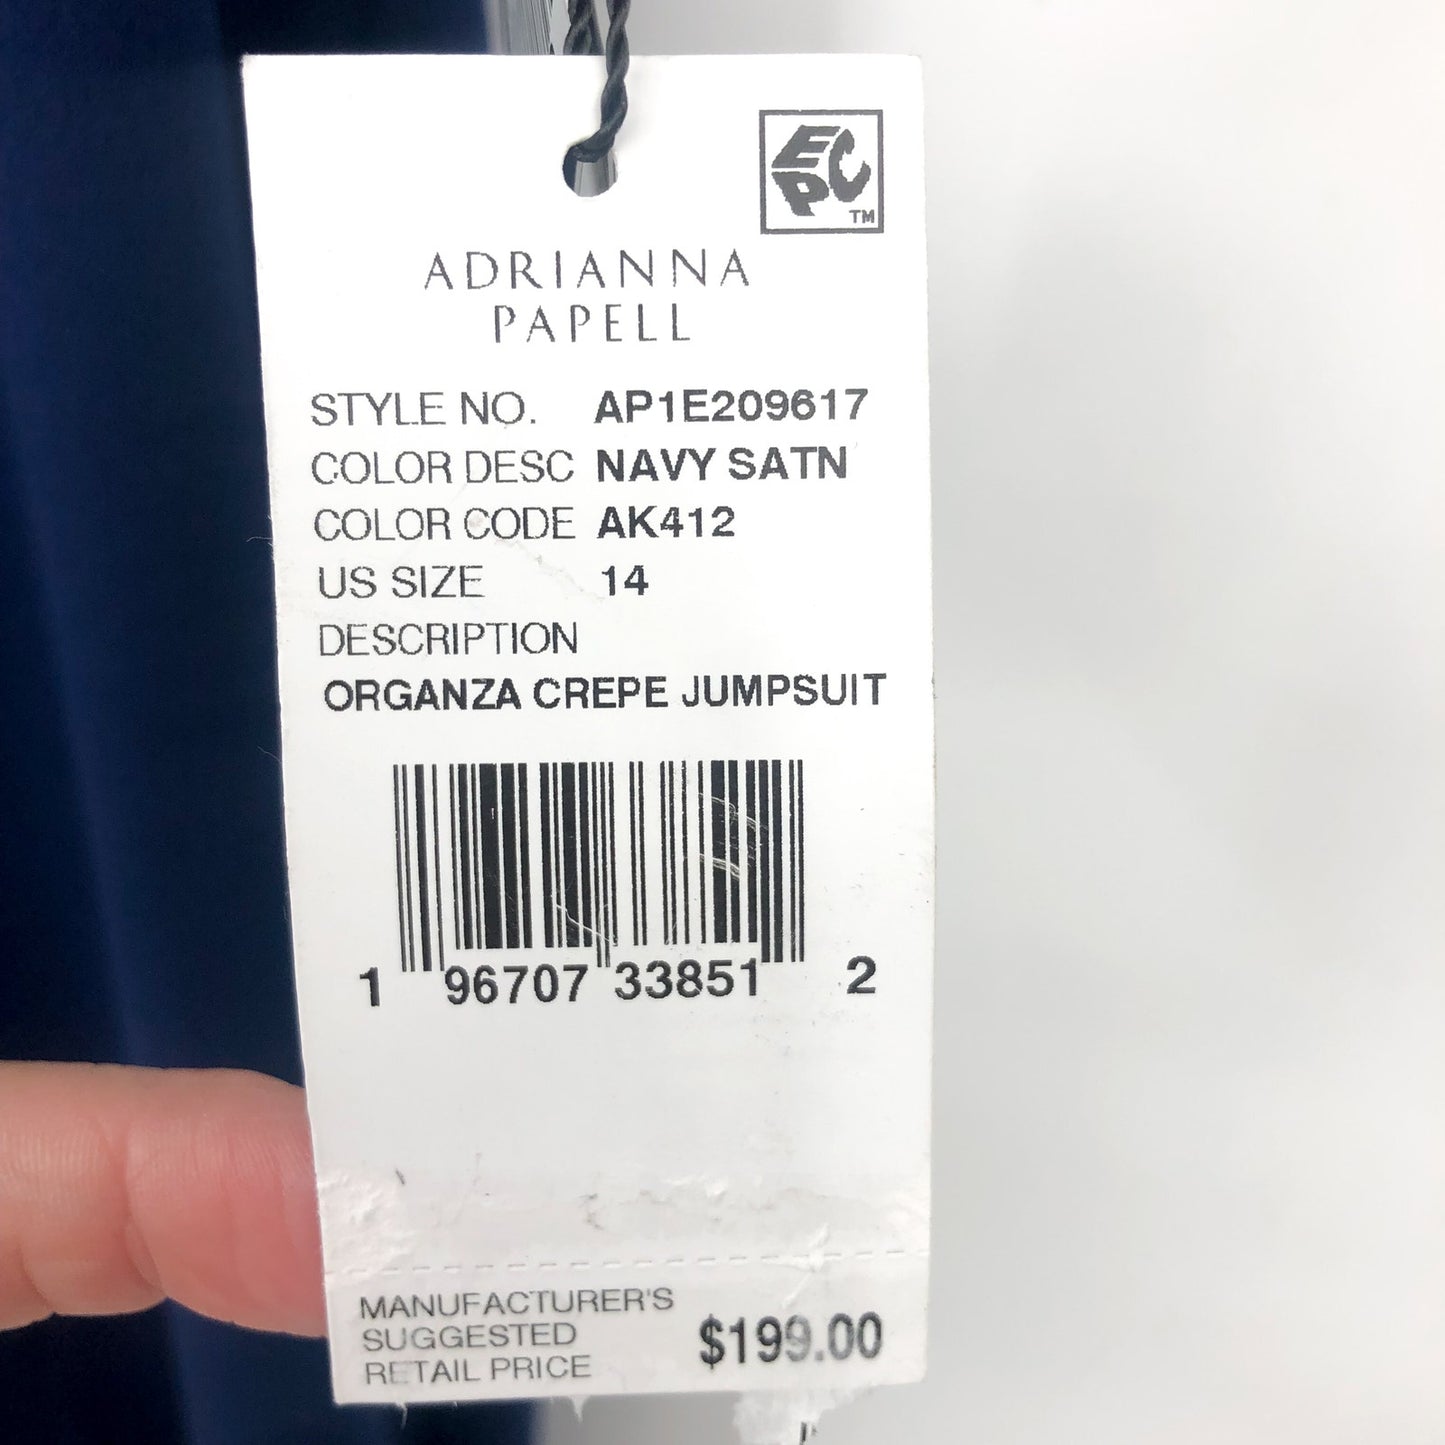 EPC
TM
ADRIANNA
PAPELL
STYLE NO. AP1E209617
COLOR DESC NAVY SATN
COLOR CODE AK412
US SIZE 14
DESCRIPTION
ORGANZA CREPE JUMPSUIT
1 96707 33851 2
MANUFACTURER'S
SUGGESTED
RETAIL PRICE
$199.00